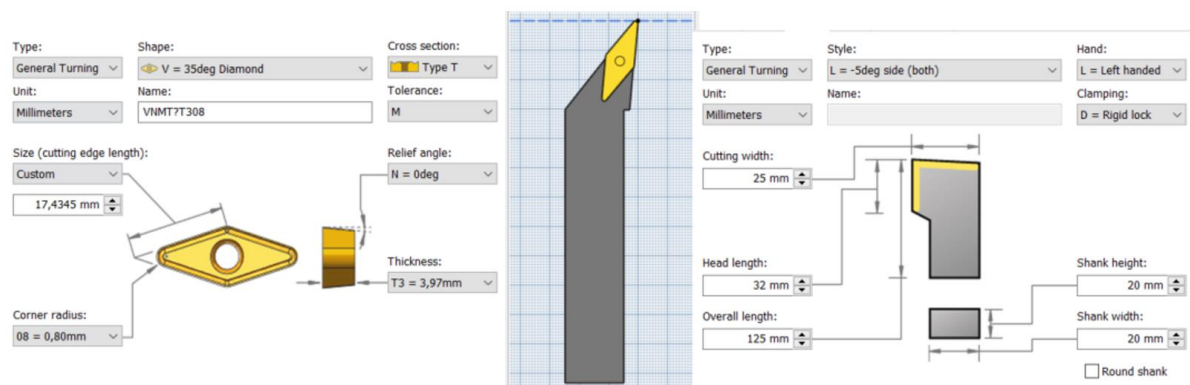 Type:
Shape:
Cross section:
General Turning
V = 35deg Diamond
Type T
Unit:
Name:
Tolerance:
Millimeters
VNMT?T308
M
Size (cutting edge length):
Relief angle:
Custom
N = 0deg
17,4345 mm
Thickness:
T3 = 3,97mm
Corner radius:
08 = 0,80mm
Type:
Style:
Hand:
General Turning
L = -5deg side (both)
L = Left handed
Unit:
Name:
Clamping:
Millimeters
D = Rigid lock
Cutting width:
25 mm
Head length:
Shank height:
32 mm
20 mm
Overall length:
Shank width:
125 mm
20 mm
Round shank